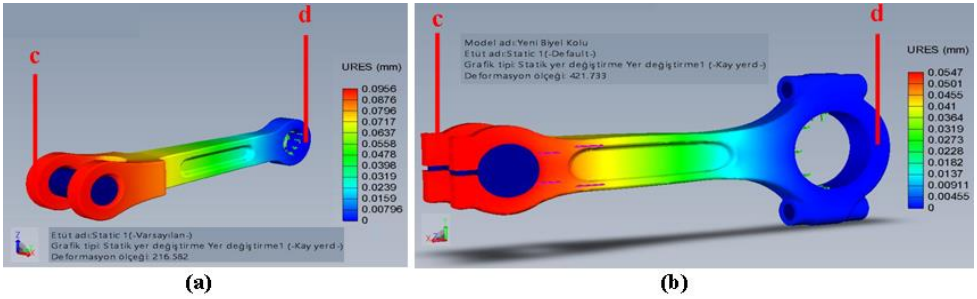 c
d
URES (mm)
0.0956
0.0876
0.0796
0.0717
0.0637
0.0558
0.0478
0.0398
0.0319
0.0239
0.0159
0.00796
0
Etüt adı:Static 1(-Varsayılan-)
Grafik tipi: Statik yer değiştirme Yer değiştirme1 (-Kay yerd-)
Deformasyon ölçeği: 216.582
(a)
c
d
Model adı:Yeni Biyel Kolu
Etüt adı:Static 1(-Default-)
Grafik tipi: Statik yer değiştirme Yer değiştirme1 (-Kay yerd-)
Deformasyon ölçeği: 421.733
URES (mm)
0.0547
0.0501
0.0455
0.041
0.0364
0.0319
0.0273
0.0228
0.0182
0.0137
0.00911
0.00455
0
(b)